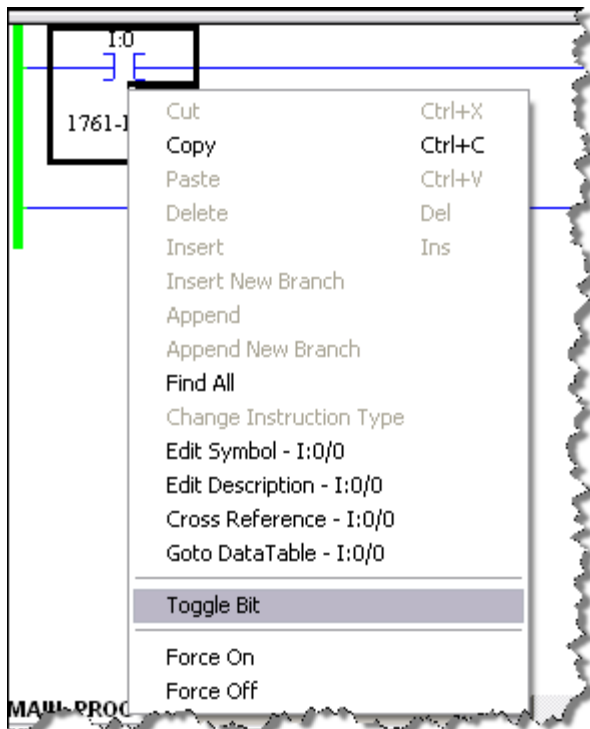 I:0
1761-
Cut Ctrl+X
Copy Ctrl+C
Paste Ctrl+V
Delete Del
Insert Ins
Insert New Branch
Append
Append New Branch
Find All
Change Instruction Type
Edit Symbol - I:0/0
Edit Description - I:0/0
Cross Reference - I:0/0
Goto DataTable - I:0/0
Toggle Bit
Force On
Force Off